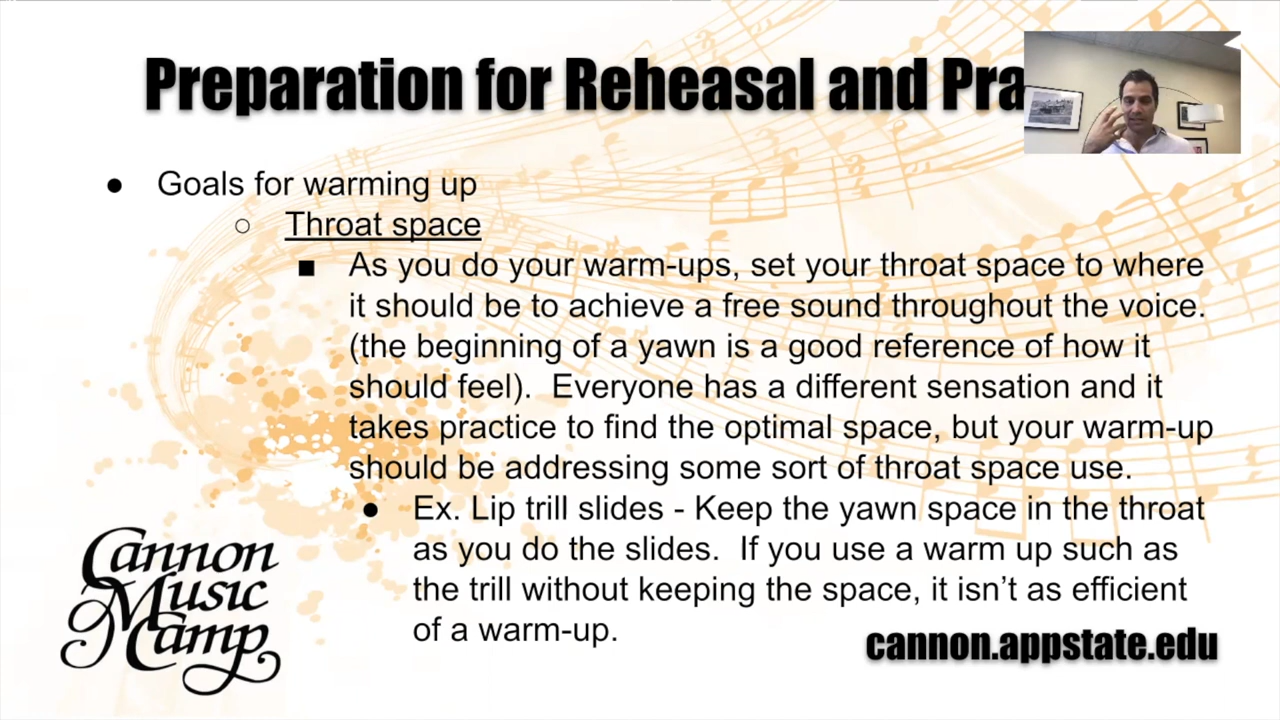 Preparation for Reheasal and Pra
● Goals for warming up
○ Throat space
■ As you do your warm-ups, set your throat space to where
it should be to achieve a free sound throughout the voice.
(the beginning of a yawn is a good reference of how it
should feel).  Everyone has a different sensation and it
takes practice to find the optimal space, but your warm-up
should be addressing some sort of throat space use.
● Ex. Lip trill slides - Keep the yawn space in the throat
as you do the slides.  If you use a warm up such as
the trill without keeping the space, it isn’t as efficient
of a warm-up.
Cannon
Music
Camp
cannon.appstate.edu